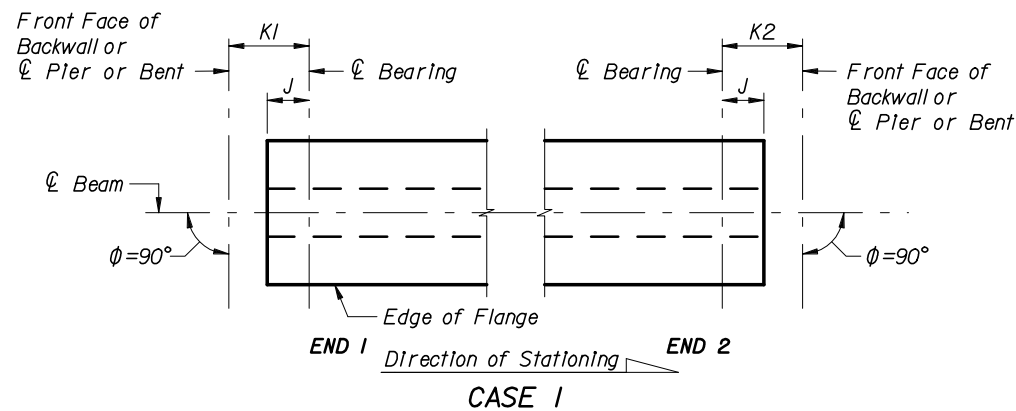 Front Face of
Backwall or
℄ Pier or Bent
K1
℄ Bearing
J
K2
℄ Bearing
J
Front Face of
Backwall or
℄ Pier or Bent
℄ Beam
ϕ=90°
ϕ=90°
Edge of Flange
END 1
END 2
Direction of Stationing
CASE 1